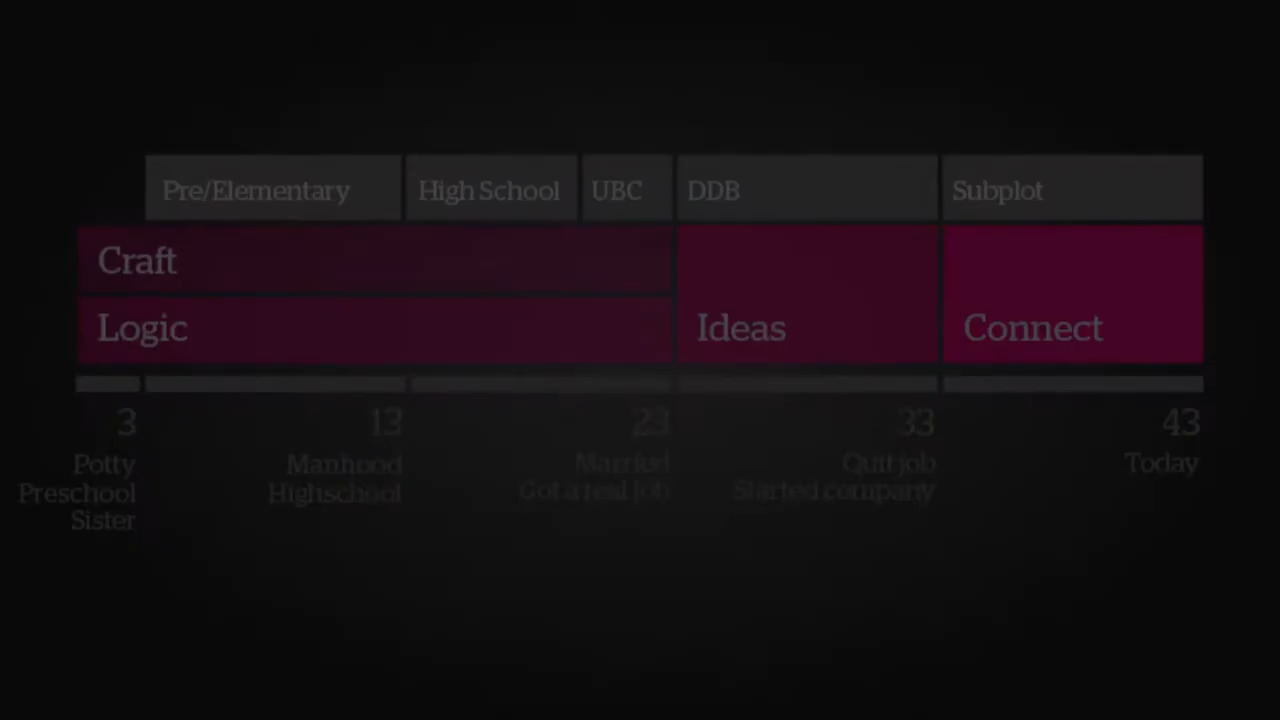 Pre/Elementary High School UBC DDB Subplot
Craft
Logic Ideas Connect
3 13 23 33 43
Potty Manhood Married Quit job Today
Preschool Highschool Got a real job Started company
Sister